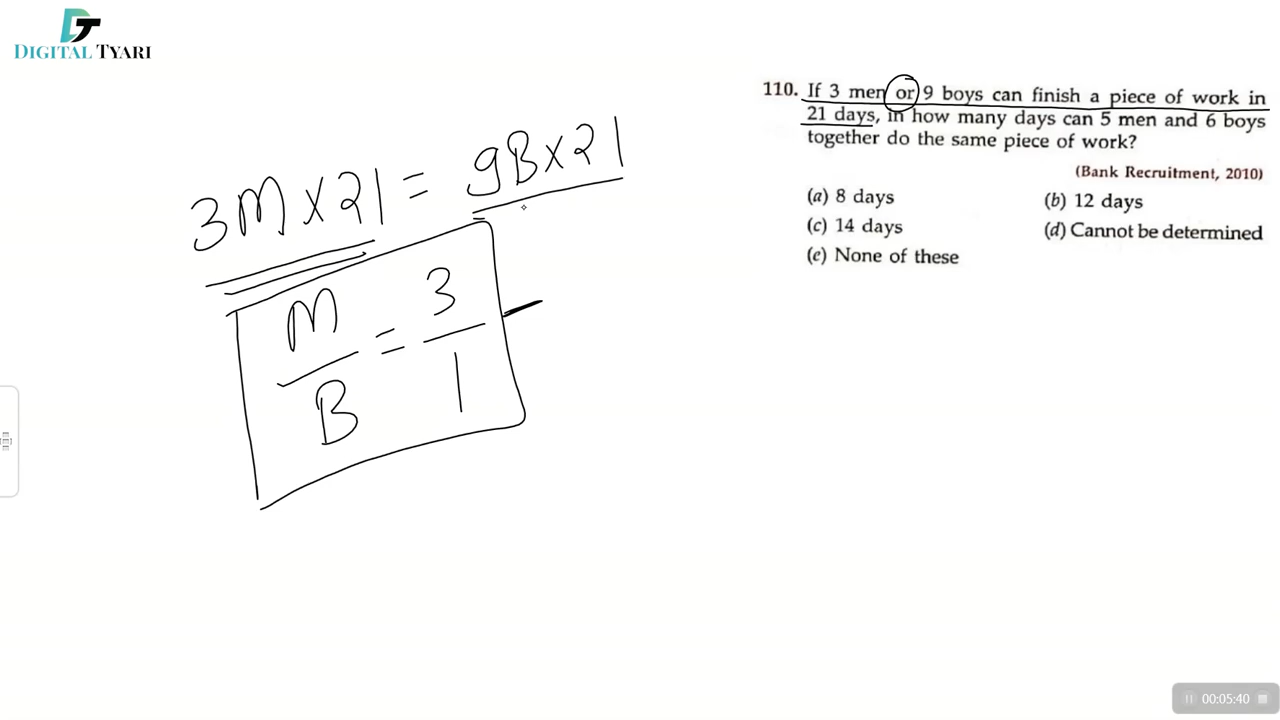 DIGITAL TYARI
110. If 3 men or 9 boys can finish a piece of work in
21 days, in how many days can 5 men and 6 boys
together do the same piece of work?
(Bank Recruitment, 2010)
(a) 8 days (b) 12 days
(c) 14 days (d) Cannot be determined
(e) None of these
3M × 21 = 9B × 21
M/B = 3/1
00:05:40